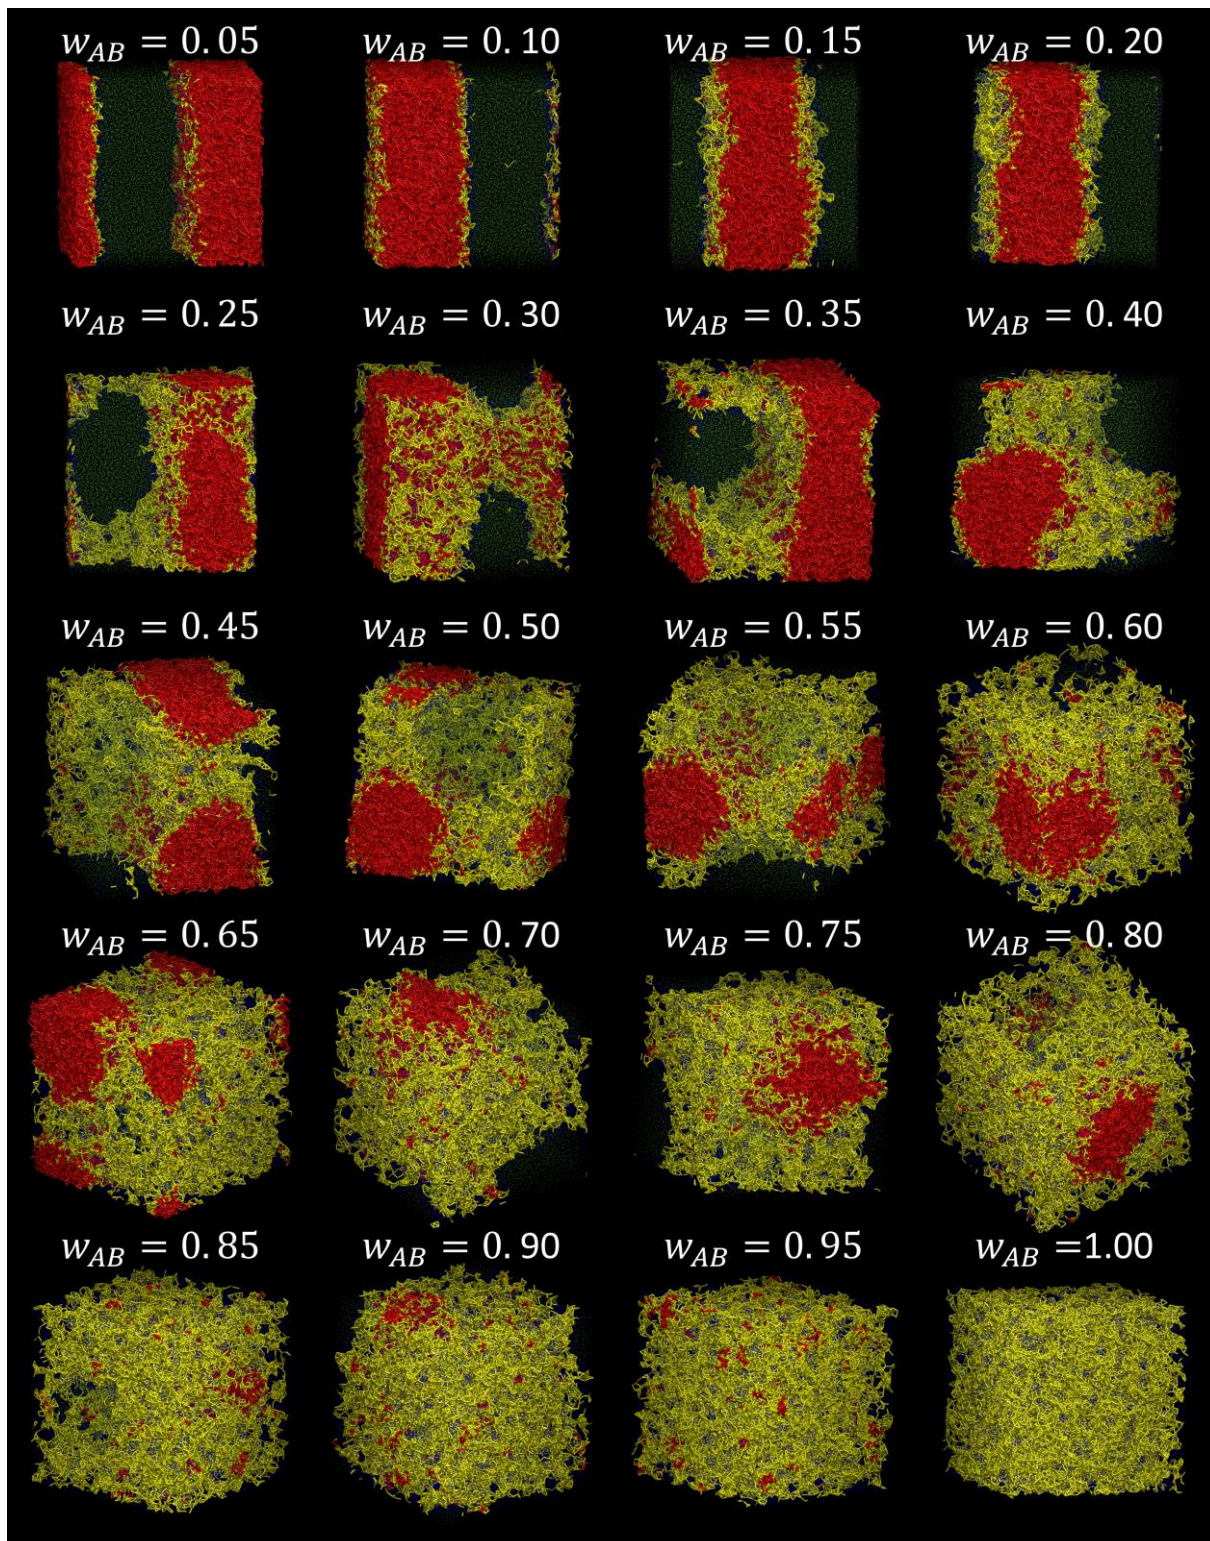 w_AB = 0.05
w_AB = 0.10
w_AB = 0.15
w_AB = 0.20
w_AB = 0.25
w_AB = 0.30
w_AB = 0.35
w_AB = 0.40
w_AB = 0.45
w_AB = 0.50
w_AB = 0.55
w_AB = 0.60
w_AB = 0.65
w_AB = 0.70
w_AB = 0.75
w_AB = 0.80
w_AB = 0.85
w_AB = 0.90
w_AB = 0.95
w_AB =1.00